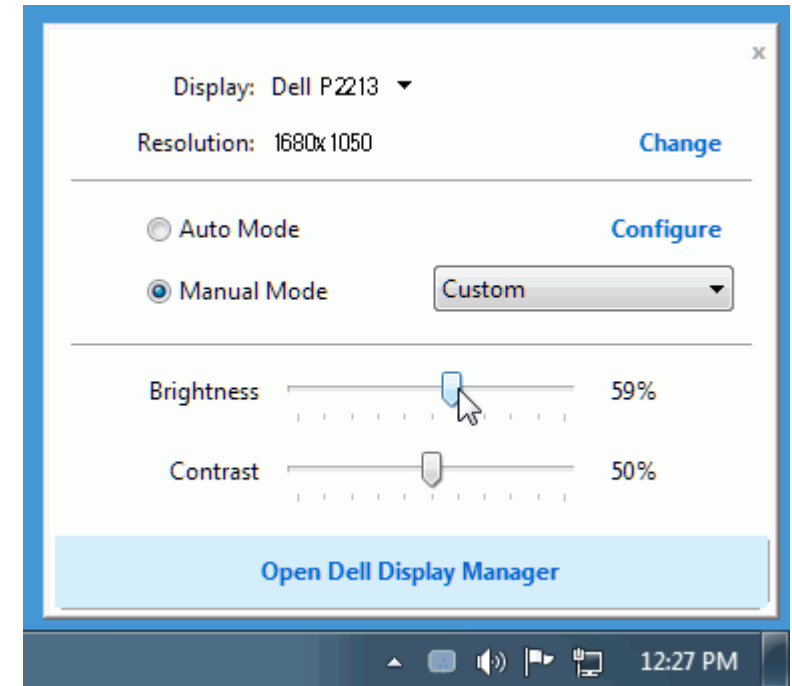 x
Display: Dell P2213
Resolution: 1680x1050 Change
Auto Mode Configure
Manual Mode Custom
Brightness 59%
Contrast 50%
Open Dell Display Manager
12:27 PM